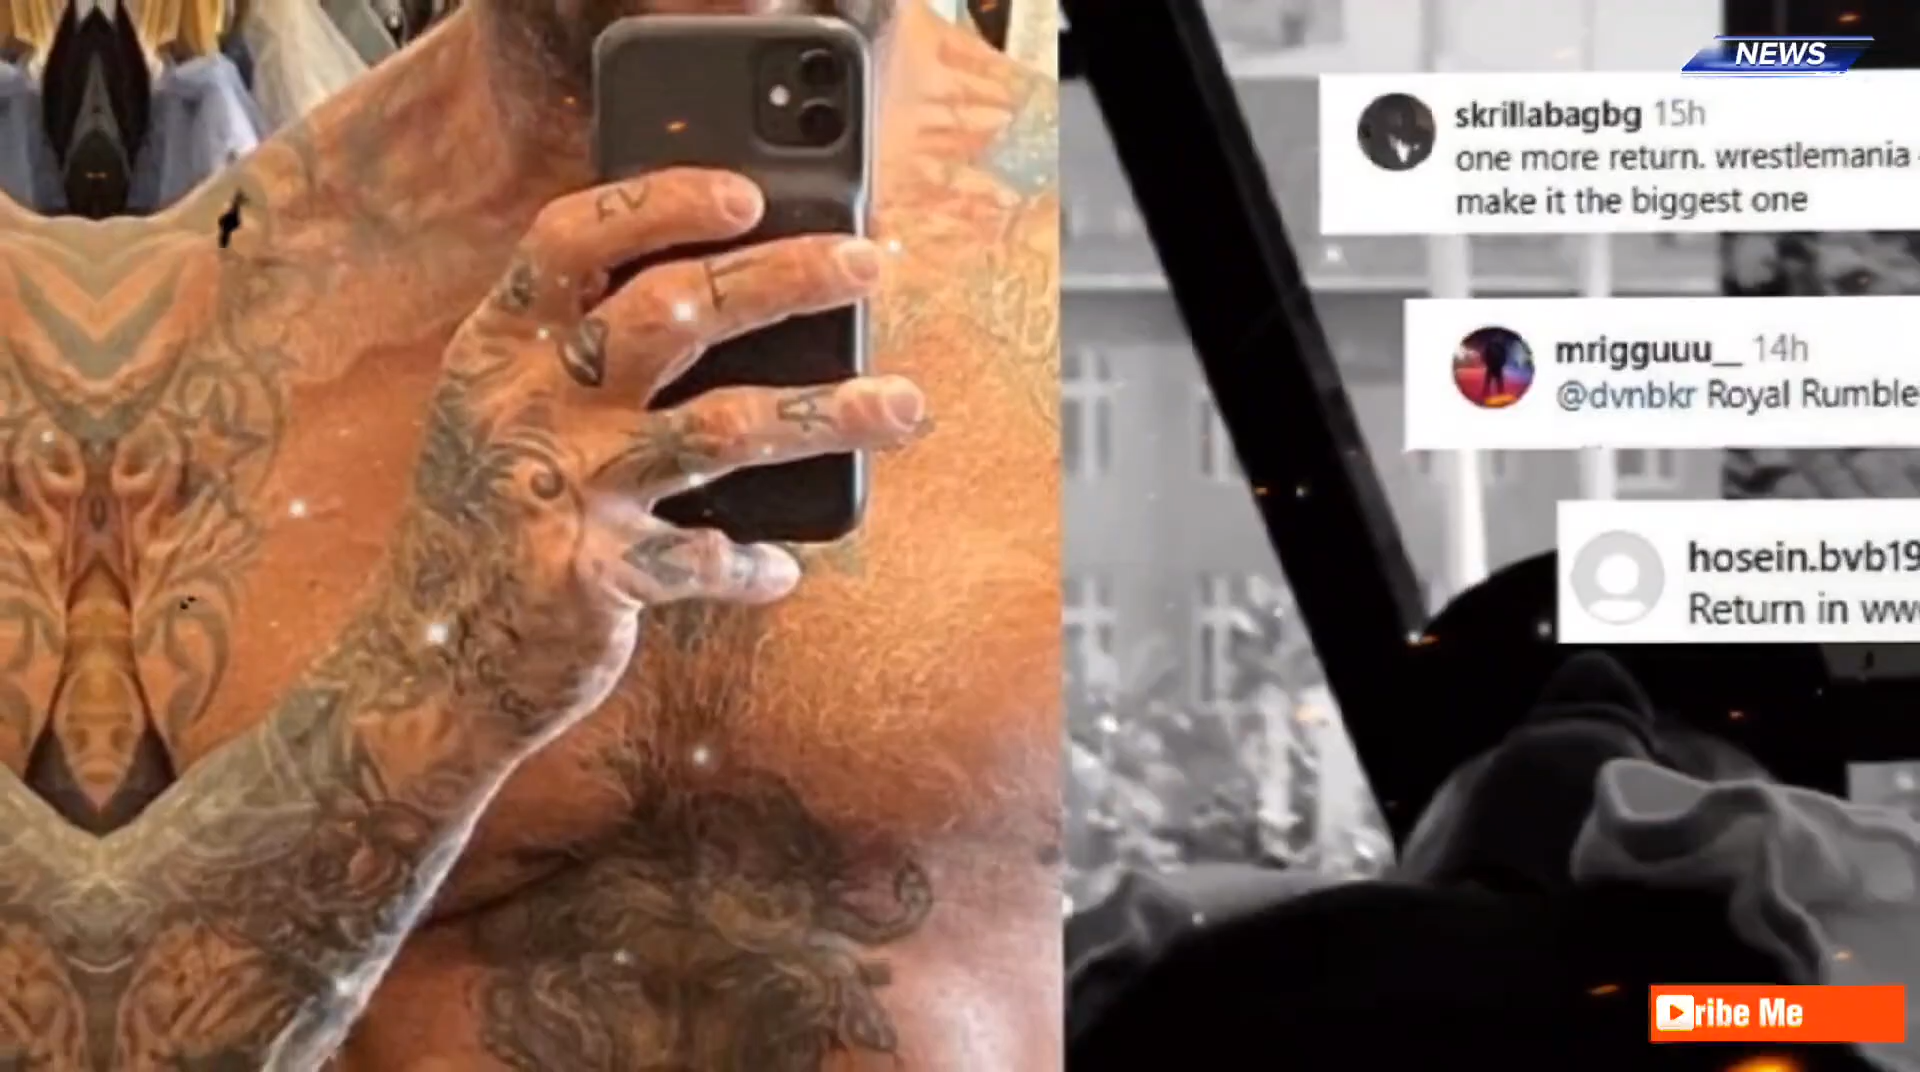 NEWS
skrillabagbg 15h
one more return. wrestlemania
make it the biggest one
mrigguuu__ 14h
@dvnbkr Royal Rumble
hosein.bvb19
Return in
ribe Me